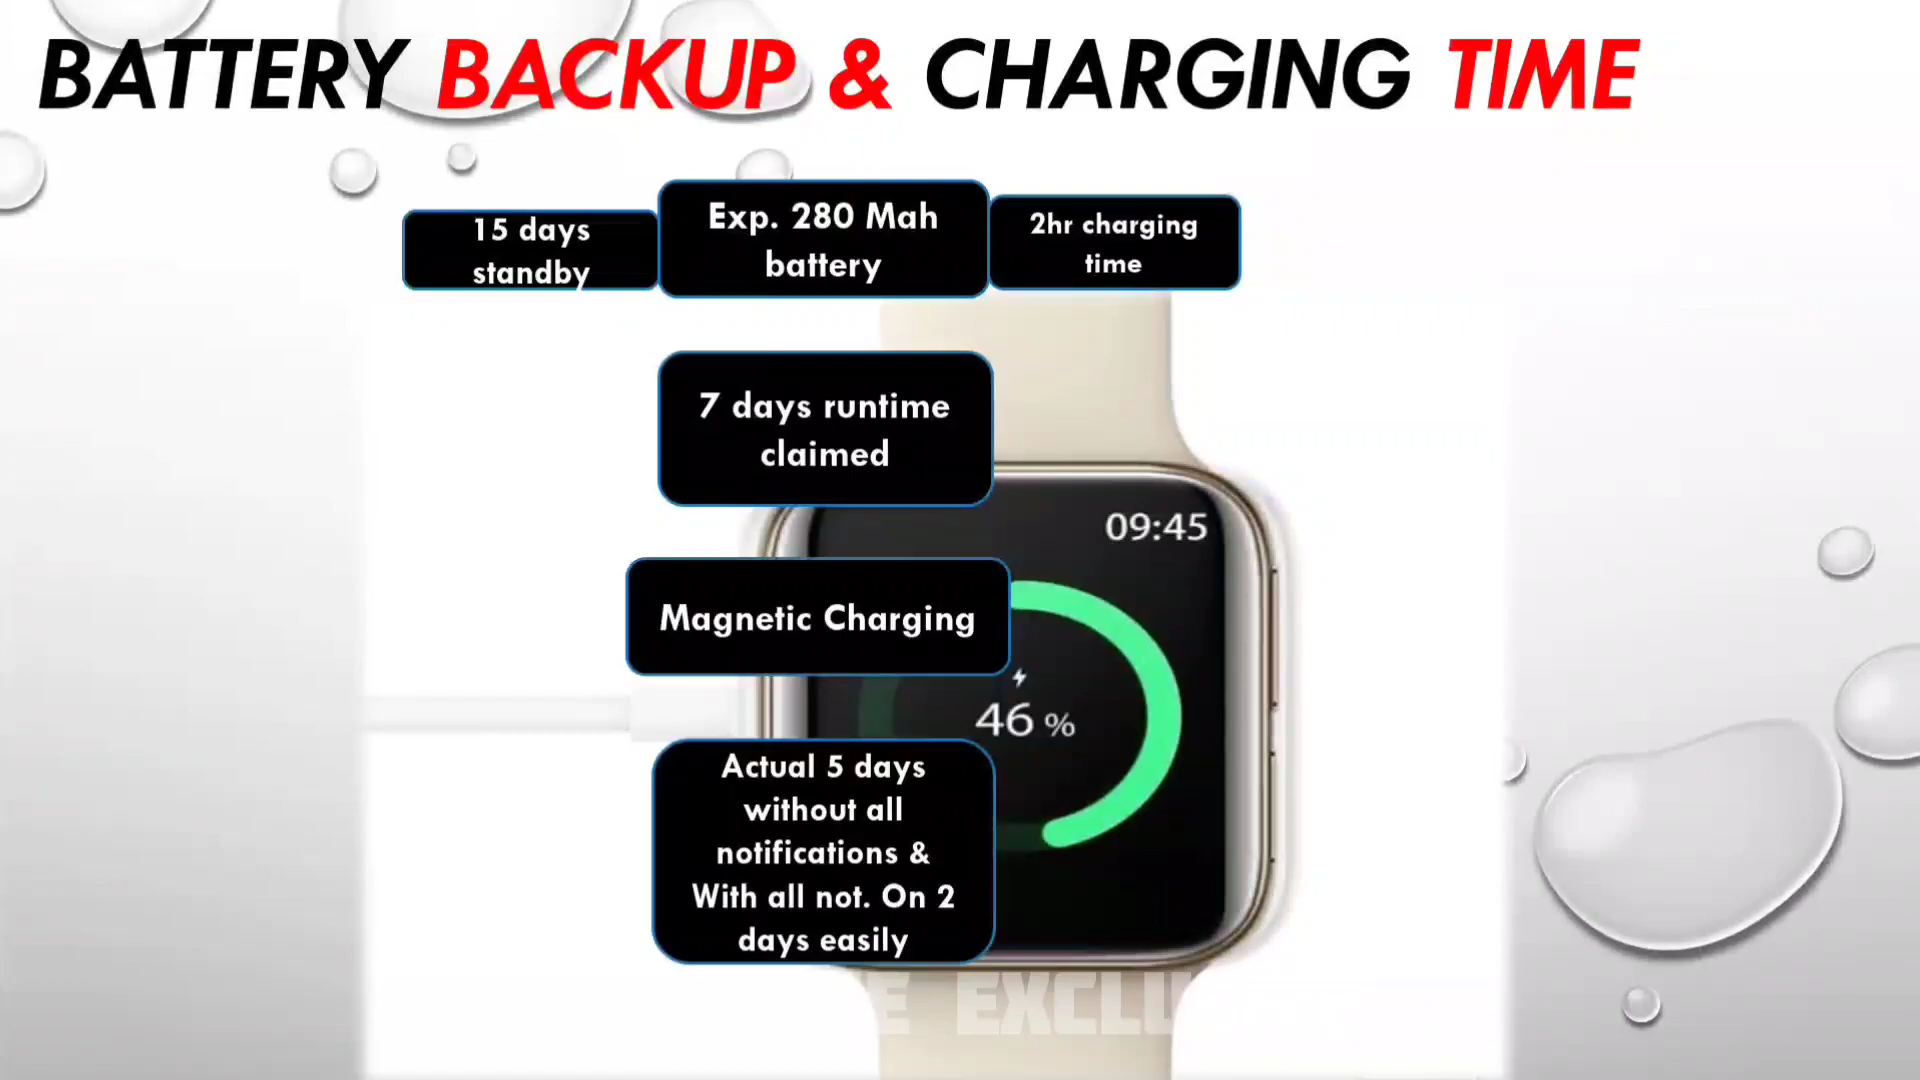 BATTERY BACKUP & CHARGING TIME
15 days
standby
Exp. 280 Mah
battery
2hr charging
time
7 days runtime
claimed
09:45
Magnetic Charging
46 %
Actual 5 days
without all
notifications &
With all not. On 2
days easily